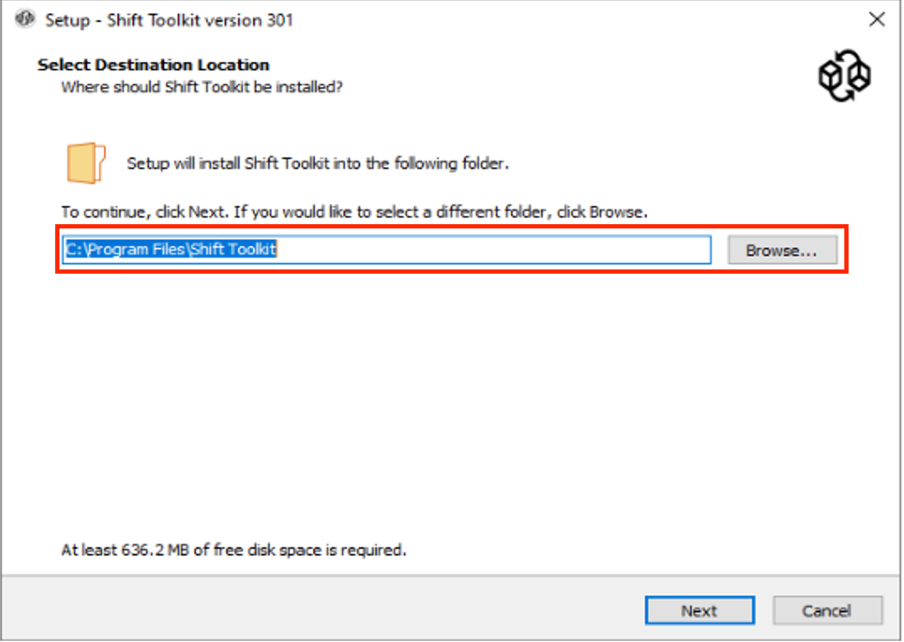 Setup - Shift Toolkit version 301
Select Destination Location
Where should Shift Toolkit be installed?
Setup will install Shift Toolkit into the following folder.
To continue, click Next. If you would like to select a different folder, click Browse.
C:\Program Files\Shift Toolkit
Browse...
At least 636.2 MB of free disk space is required.
Next
Cancel